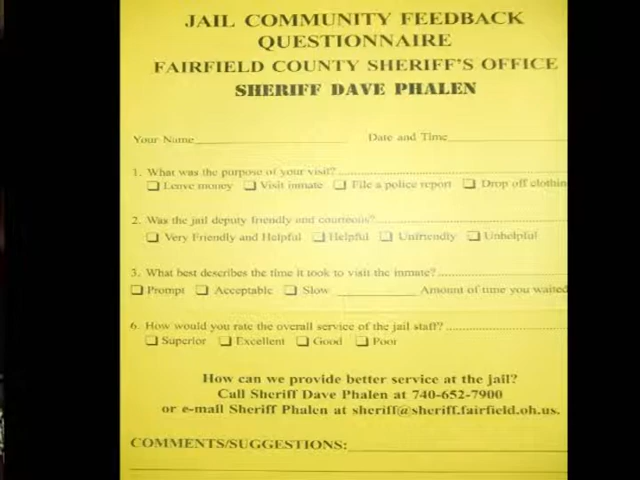 JAIL COMMUNITY FEEDBACK
QUESTIONNAIRE
FAIRFIELD COUNTY SHERIFF'S OFFICE
SHERIFF DAVE PHALEN
Your Name Date and Time
1. What was the purpose of your visit?
Leave money Visit inmate File a police report Drop off clothin
2. Was the jail deputy friendly and courteous?
Very Friendly and Helpful Helpful Unfriendly Unhelpful
3. What best describes the time it took to visit the inmate?
Prompt Acceptable Slow Amount of time you waited
6. How would you rate the overall service of the jail staff?
Superior Excellent Good Poor
How can we provide better service at the jail?
Call Sheriff Dave Phalen at 740-652-7900
or e-mail Sheriff Phalen at sheriff@sheriff.fairfield.oh.us.
COMMENTS/SUGGESTIONS: